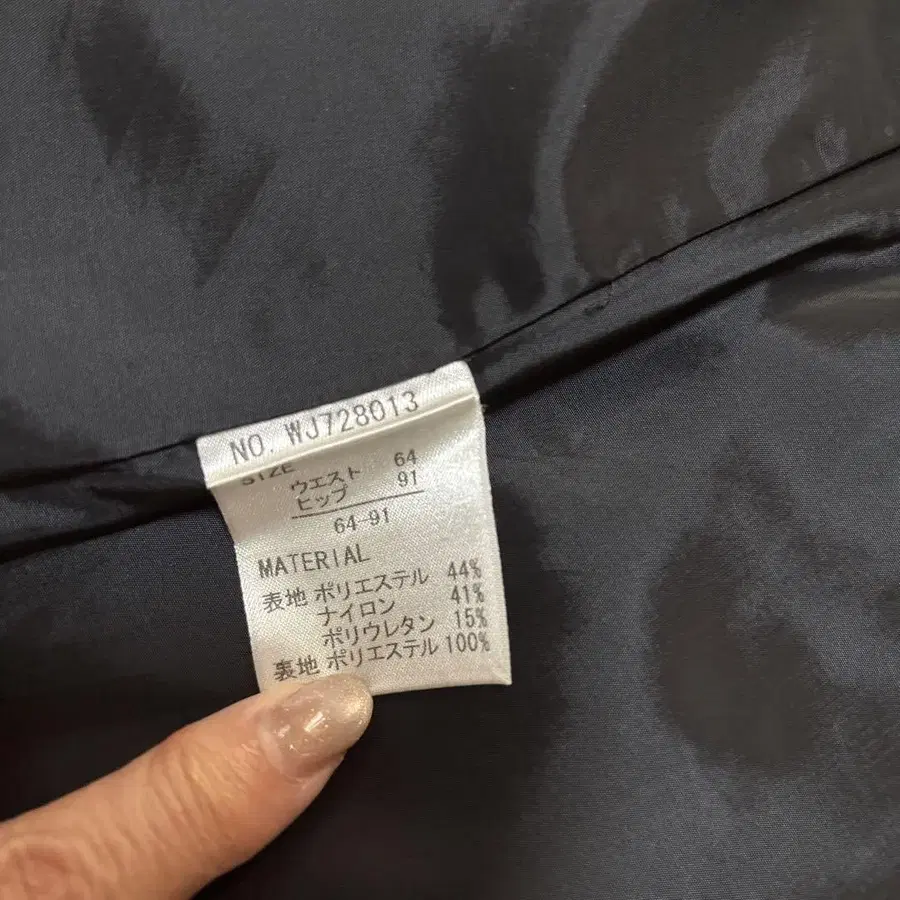 NO. WJ728013
SIZE
ウエスト 64
ヒップ 91
64-91
MATERIAL
表地 ポリエステル 44%
ナイロン 41%
ポリウレタン 15%
表地 ポリエステル 100%